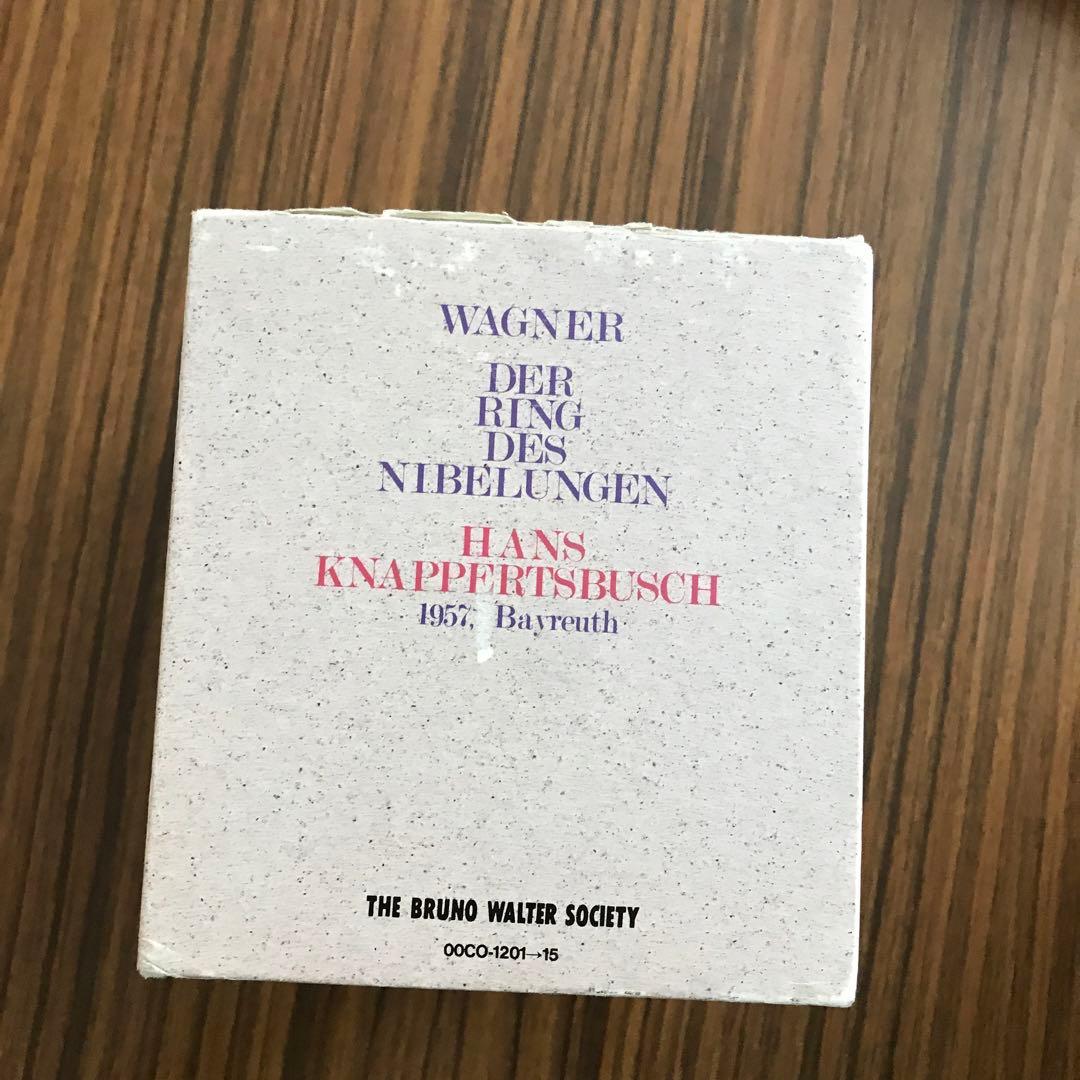 WAGNER
DER
RING
DES
NIBELUNGEN
HANS
KNAPPERTSBUSCH
1957, Bayreuth
THE BRUNO WALTER SOCIETY
00CO-1201→15